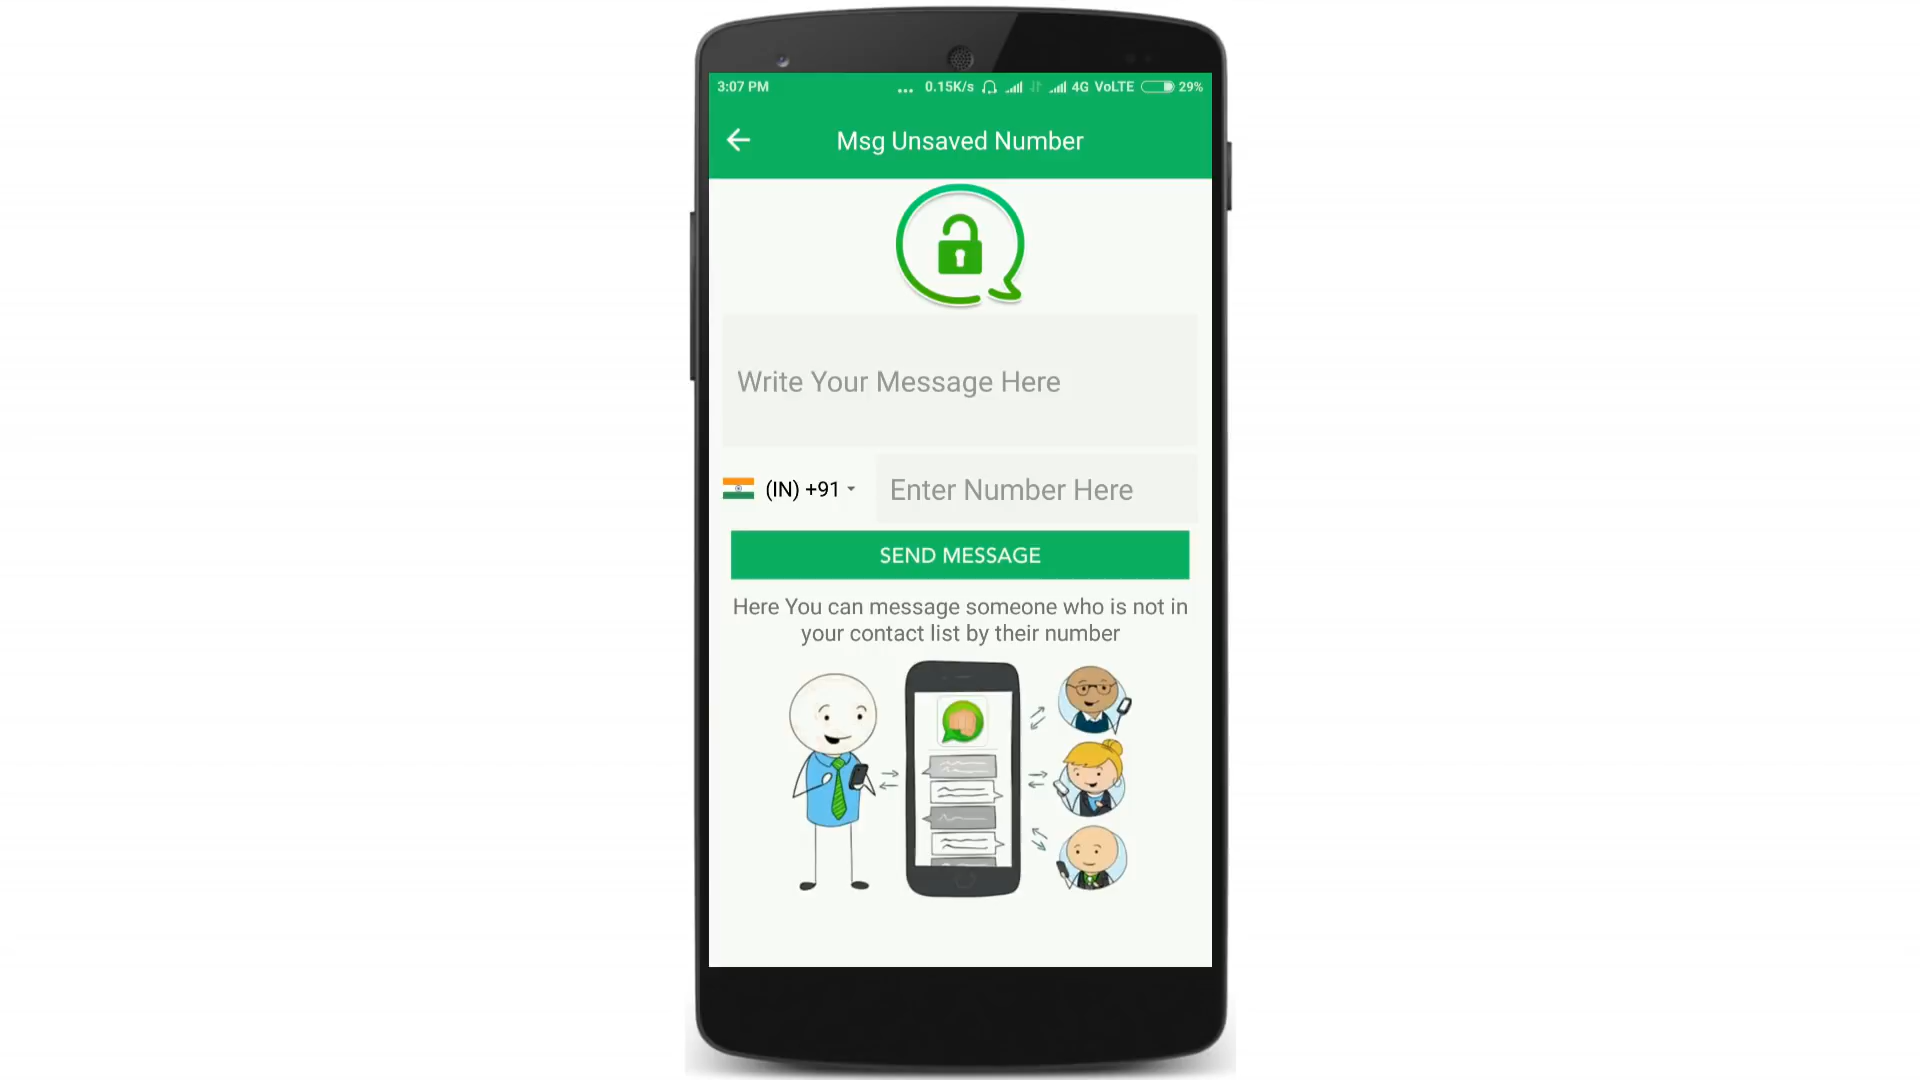 3:07 PM ... 0.15K/s 4G VoLTE 29%
Msg Unsaved Number
Write Your Message Here
(IN) +91 Enter Number Here
SEND MESSAGE
Here You can message someone who is not in
your contact list by their number